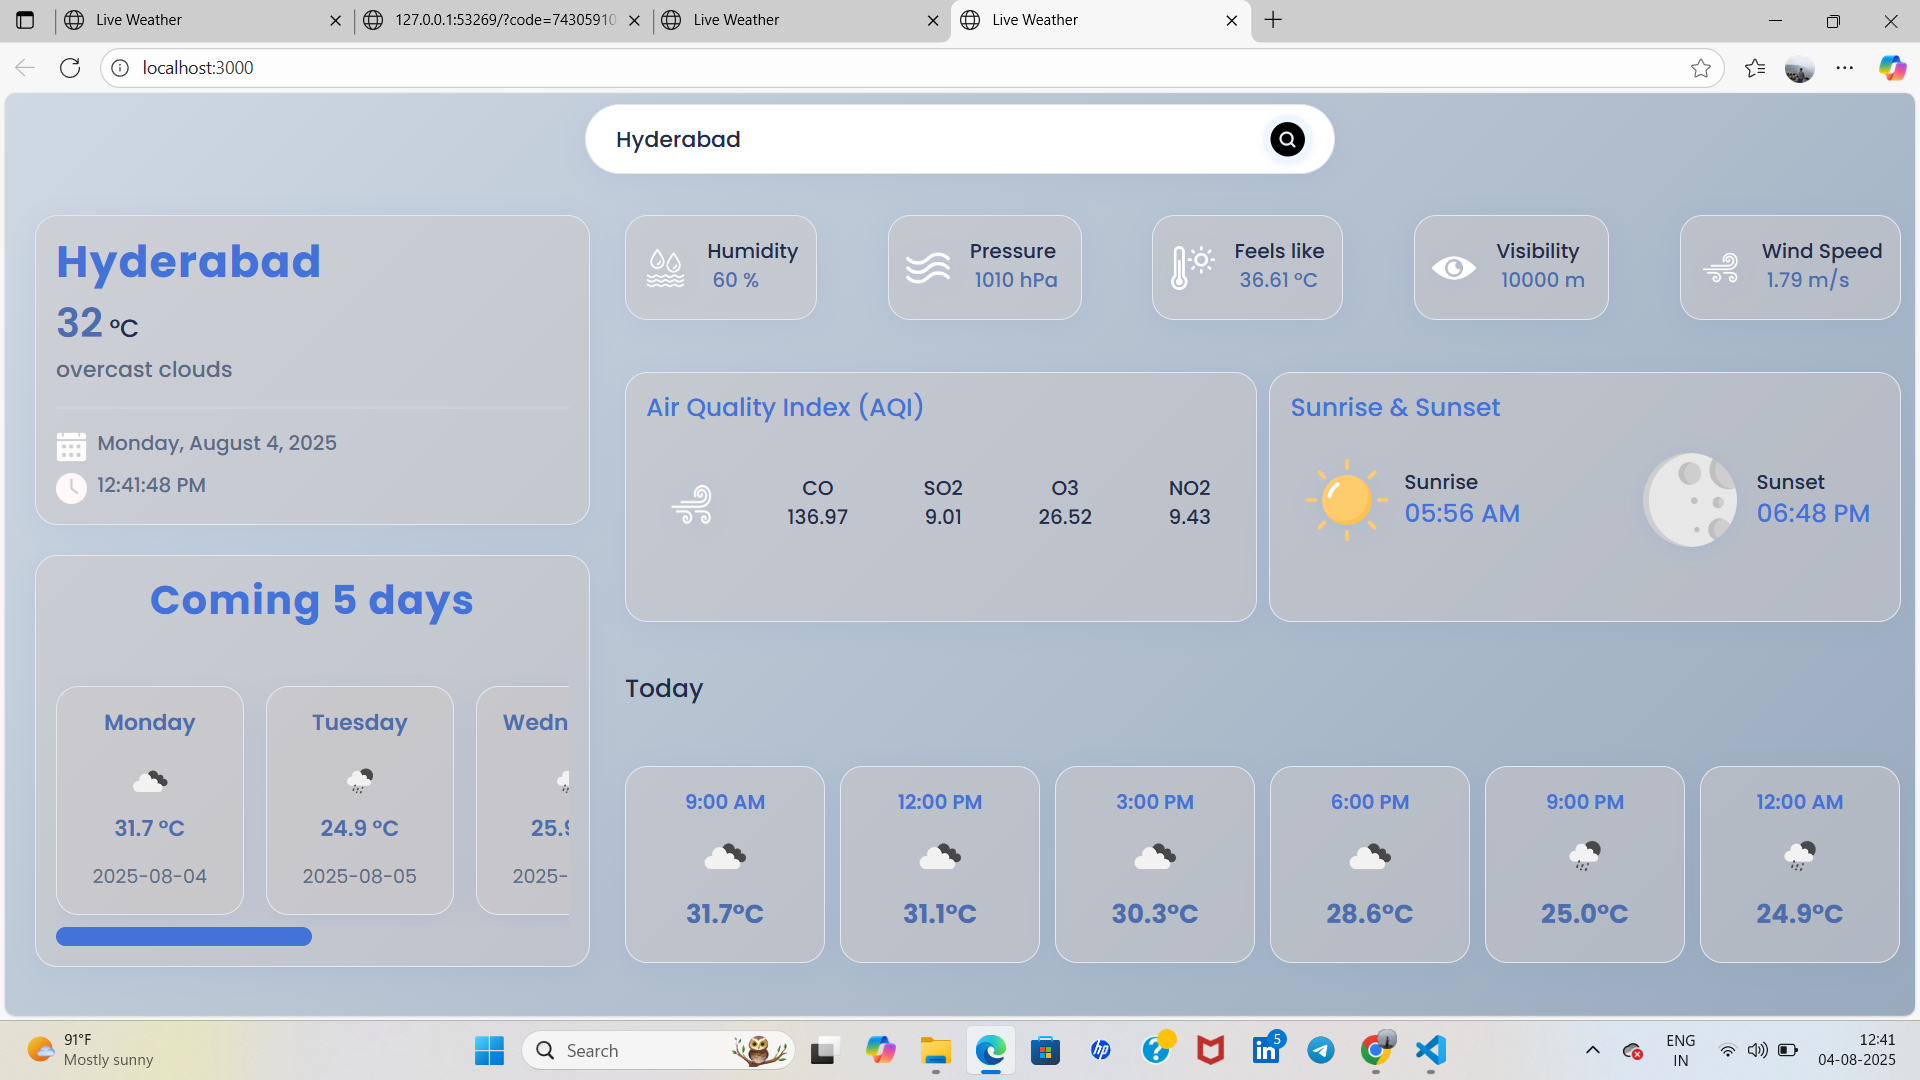 Live Weather
127.0.0.1:53269/?code=74305910
Live Weather
Live Weather
localhost:3000
Hyderabad
Hyderabad
32 °C
overcast clouds
Monday, August 4, 2025
12:41:48 PM
Humidity
60 %
Pressure
1010 hPa
Feels like
36.61 °C
Visibility
10000 m
Wind Speed
1.79 m/s
Air Quality Index (AQI)
CO
136.97
SO2
9.01
O3
26.52
NO2
9.43
Sunrise & Sunset
Sunrise
05:56 AM
Sunset
06:48 PM
Coming 5 days
Monday
31.7 °C
2025-08-04
Tuesday
24.9 °C
2025-08-05
Wedn
25.9
2025-
Today
9:00 AM
31.7°C
12:00 PM
31.1°C
3:00 PM
30.3°C
6:00 PM
28.6°C
9:00 PM
25.0°C
12:00 AM
24.9°C
91°F
Mostly sunny
Search
hp
in
5
ENG
IN
12:41
04-08-2025